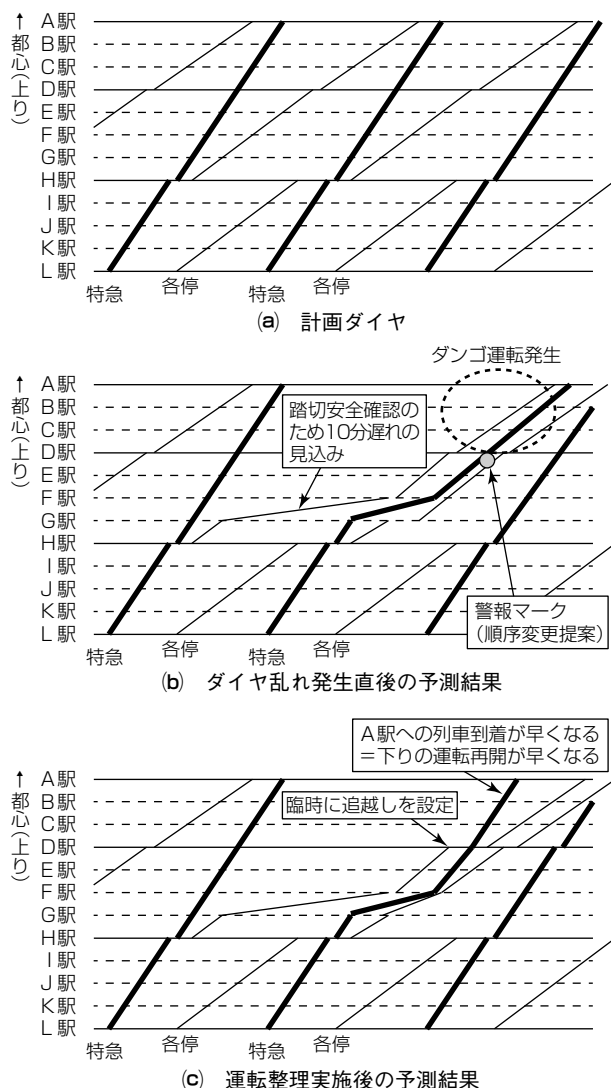 ↑都心(上り)
A駅
B駅
C駅
D駅
E駅
F駅
G駅
H駅
I駅
J駅
K駅
L駅
特急
各停
特急
各停
(a) 計画ダイヤ
ダンゴ運転発生
↑都心(上り)
A駅
B駅
C駅
D駅
E駅
F駅
G駅
H駅
I駅
J駅
K駅
L駅
踏切安全確認の
ため10分遅れの
見込み
警報マーク
(順序変更提案)
特急
各停
特急
各停
(b) ダイヤ乱れ発生直後の予測結果
A駅への列車到着が早くなる
=下りの運転再開が早くなる
↑都心(上り)
A駅
B駅
C駅
D駅
E駅
F駅
G駅
H駅
I駅
J駅
K駅
L駅
臨時に追越しを設定
特急
各停
特急
各停
(c) 運転整理実施後の予測結果